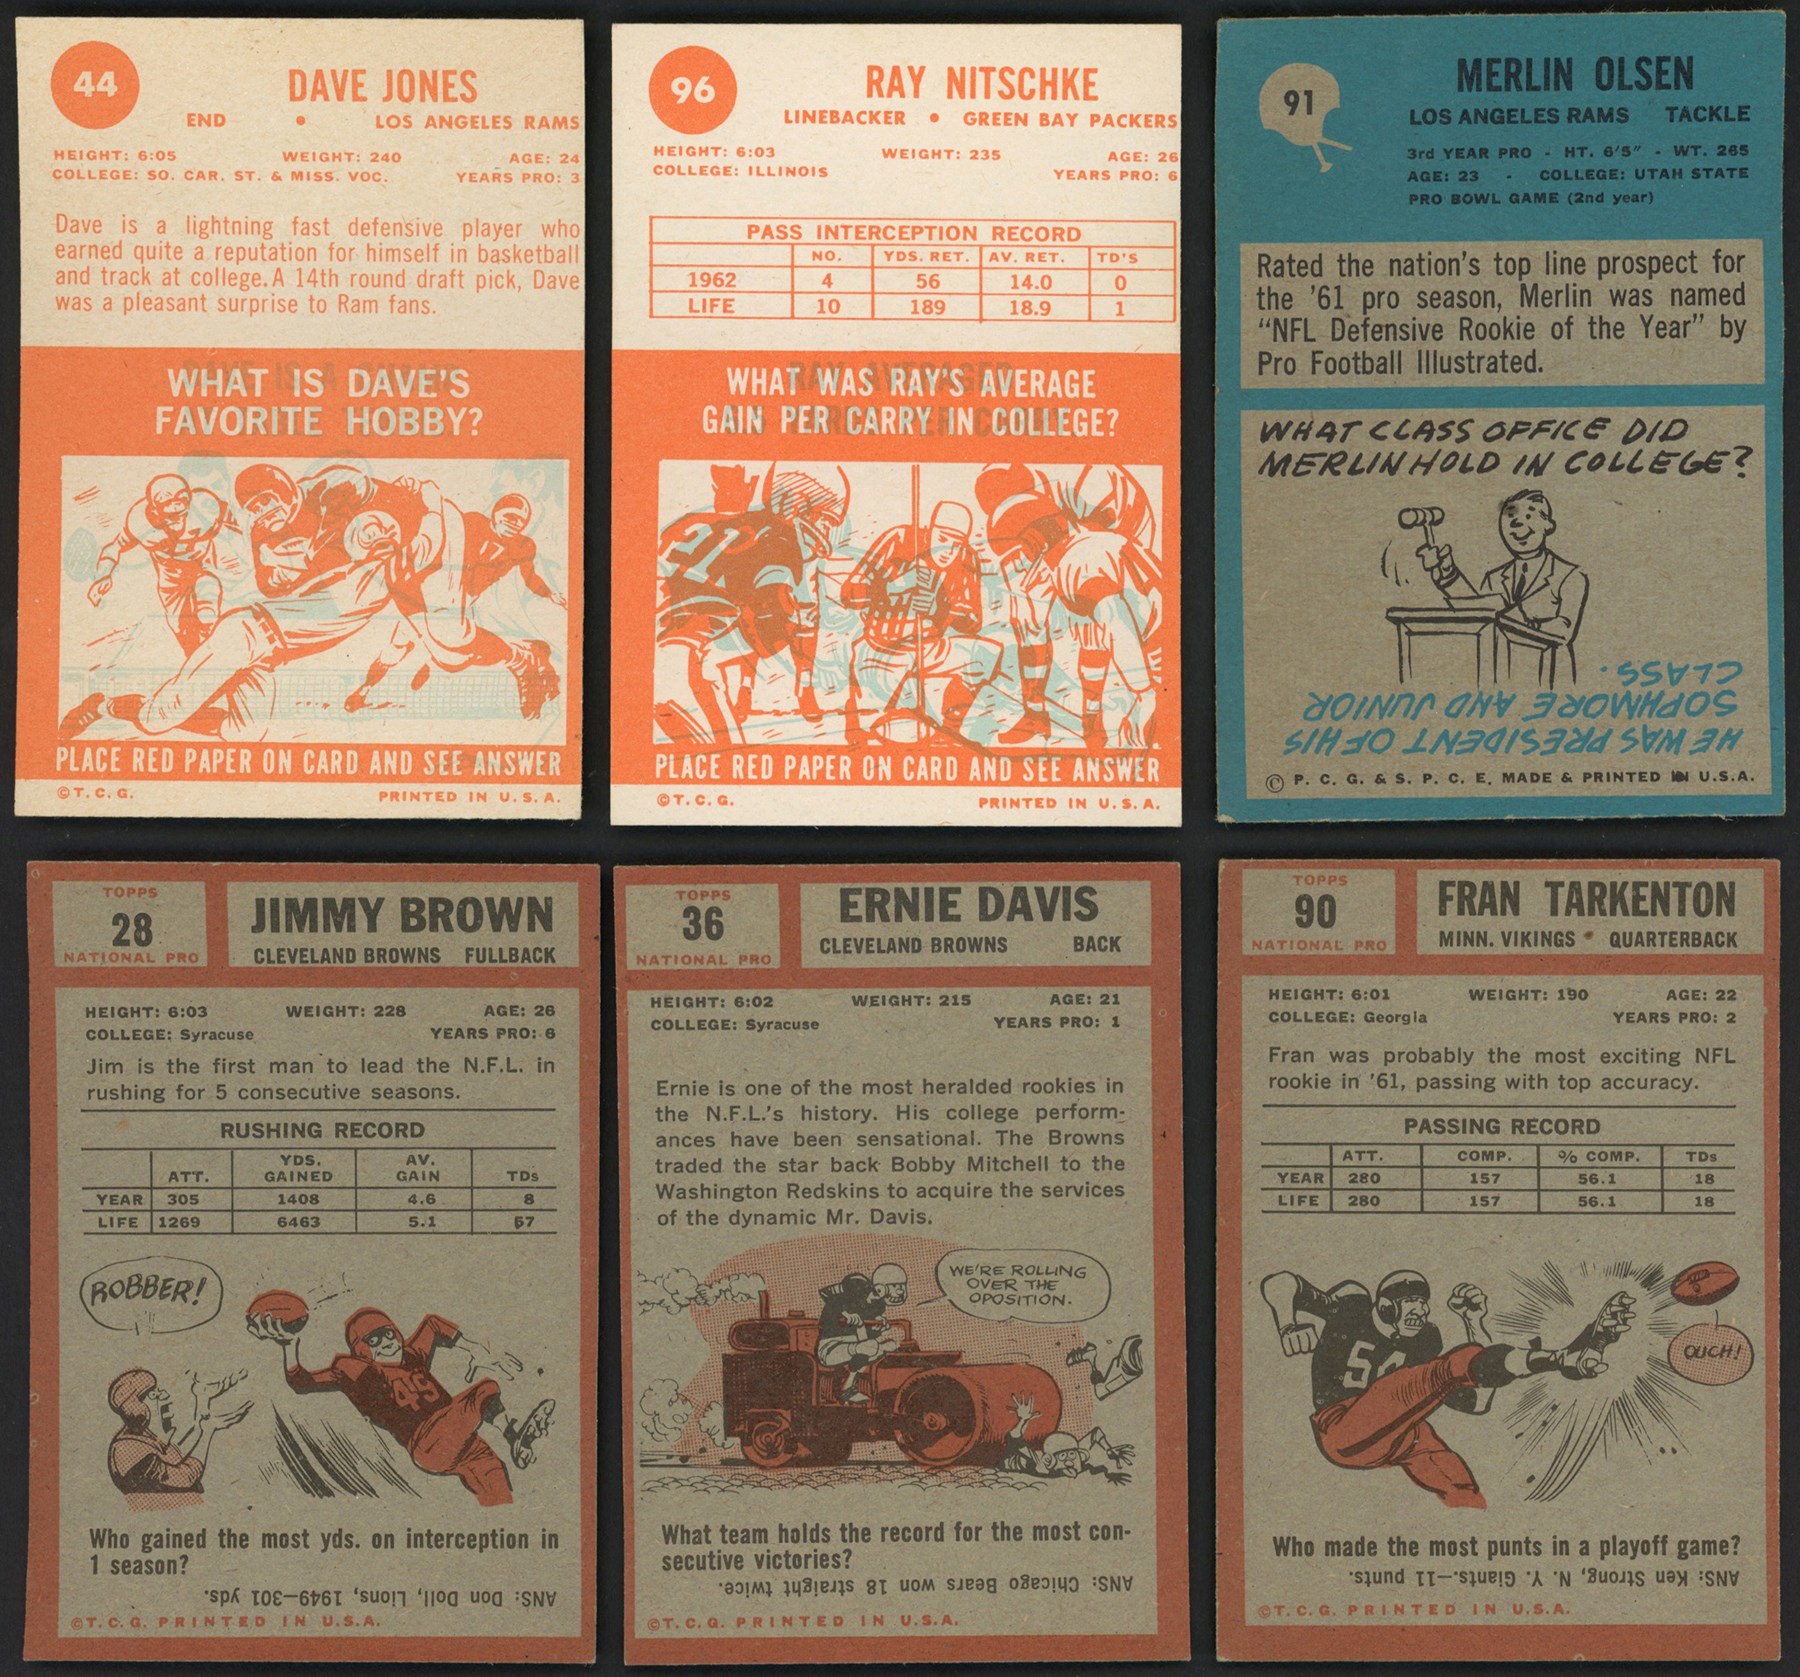 44
DAVE JONES
END • LOS ANGELES RAMS
HEIGHT: 6:05 WEIGHT: 240 AGE: 24
COLLEGE: SO. CAR. ST. & MISS. VOC. YEARS PRO: 3
Dave is a lightning fast defensive player who
earned quite a reputation for himself in basketball
and track at college. A 14th round draft pick, Dave
was a pleasant surprise to Ram fans.
WHAT IS DAVE'S
FAVORITE HOBBY?
PLACE RED PAPER ON CARD AND SEE ANSWER
©T.C.G. PRINTED IN U.S.A.
96
RAY NITSCHKE
LINEBACKER • GREEN BAY PACKERS
HEIGHT: 6:03 WEIGHT: 235 AGE: 26
COLLEGE: ILLINOIS YEARS PRO: 6
PASS INTERCEPTION RECORD
NO. YDS. RET. AV. RET. TD'S
1962 4 56 14.0 0
LIFE 10 189 18.9 1
WHAT WAS RAY'S AVERAGE
GAIN PER CARRY IN COLLEGE?
21
PLACE RED PAPER ON CARD AND SEE ANSWER
©T.C.G. PRINTED IN U.S.A.
91
MERLIN OLSEN
LOS ANGELES RAMS TACKLE
3rd YEAR PRO - HT. 6'5" - WT. 265
AGE: 23 - COLLEGE: UTAH STATE
PRO BOWL GAME (2nd year)
Rated the nation's top line prospect for
the '61 pro season, Merlin was named
"NFL Defensive Rookie of the Year" by
Pro Football Illustrated.
WHAT CLASS OFFICE DID
MERLIN HOLD IN COLLEGE?
HE WAS PRESIDENT OF HIS
SOPHMORE AND JUNIOR
CLASS.
© P. C. G. & S. P. C. E. MADE & PRINTED IN U.S.A.
TOPPS
28
NATIONAL PRO
JIMMY BROWN
CLEVELAND BROWNS FULLBACK
HEIGHT: 6:03 WEIGHT: 228 AGE: 26
COLLEGE: Syracuse YEARS PRO: 6
Jim is the first man to lead the N.F.L. in
rushing for 5 consecutive seasons.
RUSHING RECORD
ATT. YDS. GAINED AV. GAIN TDs
YEAR 305 1408 4.6 8
LIFE 1269 6463 5.1 67
ROBBER!
49
Who gained the most yds. on interception in
1 season?
ANS: Don Doll, Lions, 1949—301 yds.
©T.C.G. PRINTED IN U.S.A.
TOPPS
36
NATIONAL PRO
ERNIE DAVIS
CLEVELAND BROWNS BACK
HEIGHT: 6:02 WEIGHT: 215 AGE: 21
COLLEGE: Syracuse YEARS PRO: 1
Ernie is one of the most heralded rookies in
the N.F.L.'s history. His college perform-
ances have been sensational. The Browns
traded the star back Bobby Mitchell to the
Washington Redskins to acquire the services
of the dynamic Mr. Davis.
WE'RE ROLLING
OVER THE
OPOSITION.
What team holds the record for the most con-
secutive victories?
ANS: Chicago Bears won 18 straight twice.
©T.C.G. PRINTED IN U.S.A.
TOPPS
90
NATIONAL PRO
FRAN TARKENTON
MINN. VIKINGS • QUARTERBACK
HEIGHT: 6:01 WEIGHT: 190 AGE: 22
COLLEGE: Georgia YEARS PRO: 2
Fran was probably the most exciting NFL
rookie in '61, passing with top accuracy.
PASSING RECORD
ATT. COMP. % COMP. TDs
YEAR 280 157 56.1 18
LIFE 280 157 56.1 18
OUCH!
Who made the most punts in a playoff game?
ANS: Ken Strong, N. Y. Giants.—11 punts.
©T.C.G. PRINTED IN U.S.A.